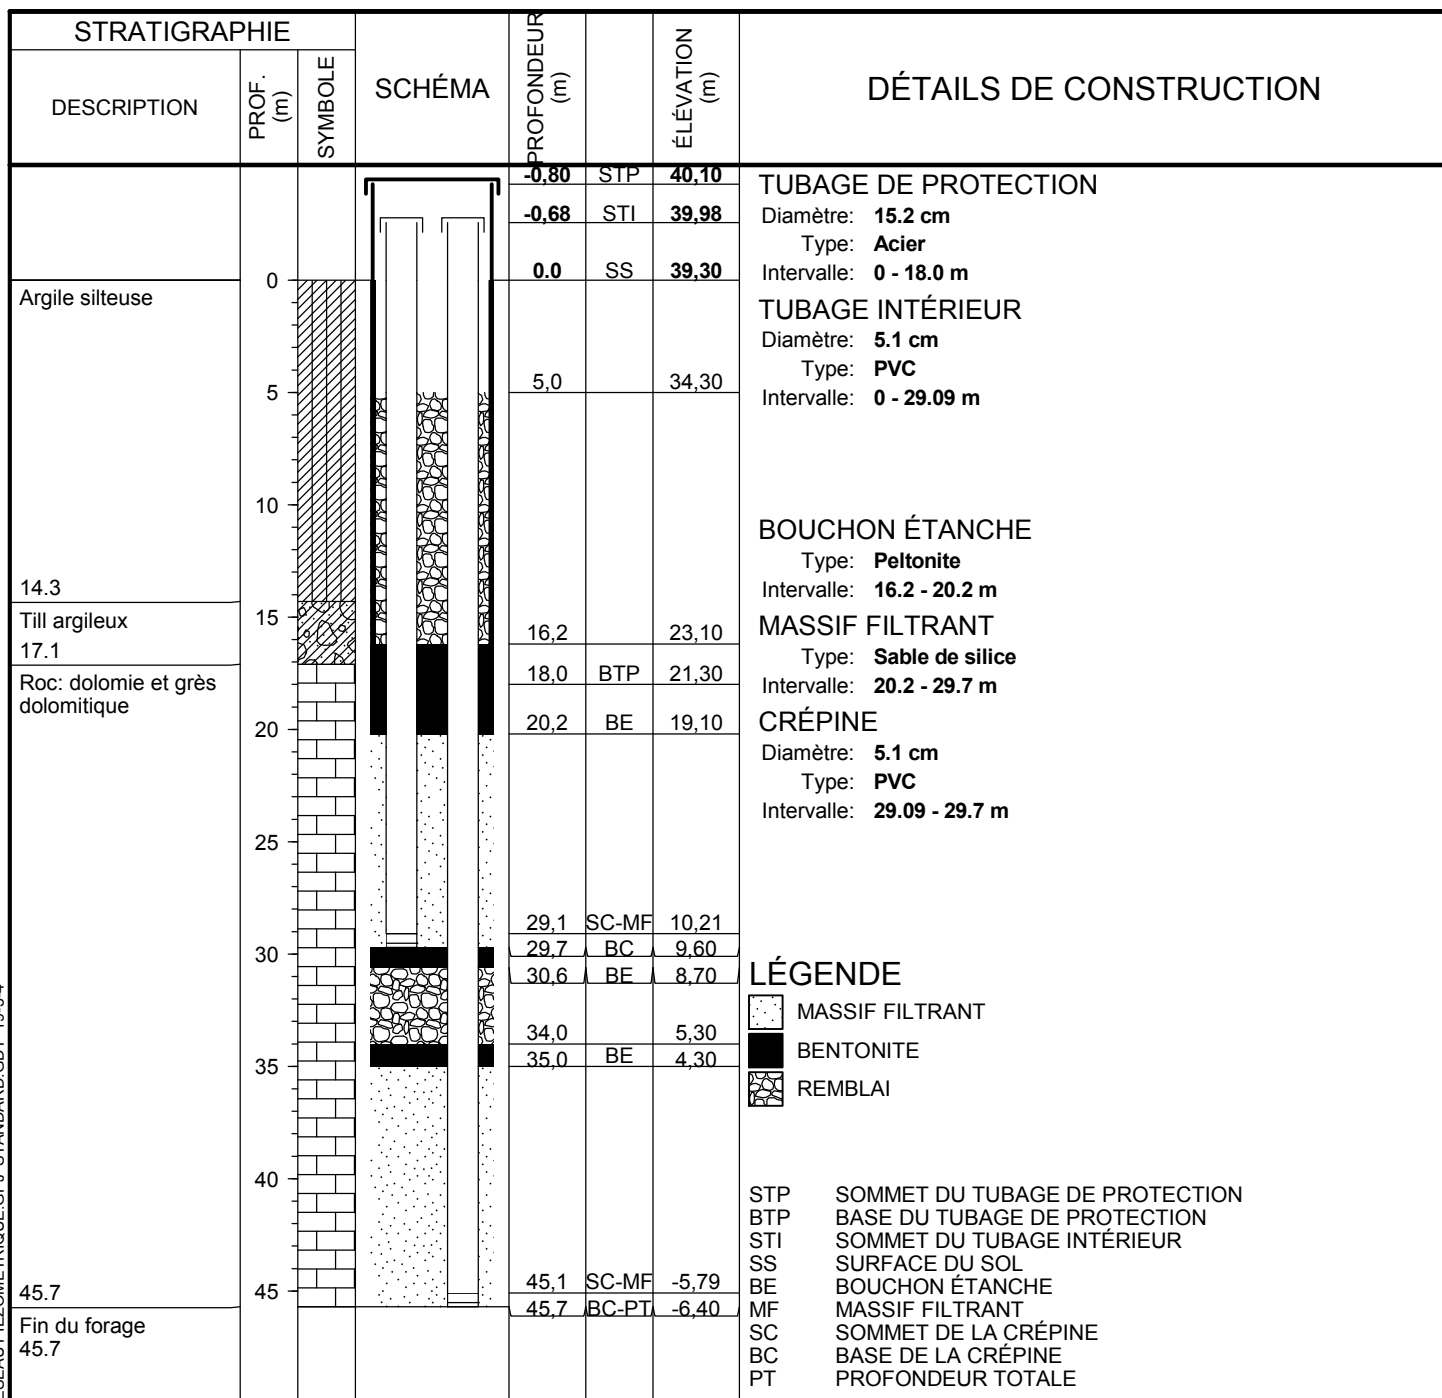 STRATIGRAPHIE
DESCRIPTION
PROF.
(m)
SYMBOLE
SCHÉMA
PROFONDEUR
(m)
ÉLÉVATION
(m)
DÉTAILS DE CONSTRUCTION
-0,80 STP 40,10
-0,68 STI 39,98
0.0 SS 39,30
5,0 34,30
16,2 23,10
18,0 BTP 21,30
20,2 BE 19,10
29,1 SC-MF 10,21
29,7 BC 9,60
30,6 BE 8,70
34,0 5,30
35,0 BE 4,30
45,1 SC-MF -5,79
45,7 BC-PT -6,40
Argile silteuse
14.3
Till argileux
17.1
Roc: dolomie et grès
dolomitique
45.7
Fin du forage
45.7
0
5
10
15
20
25
30
35
40
45
TUBAGE DE PROTECTION
Diamètre: 15.2 cm
Type: Acier
Intervalle: 0 - 18.0 m
TUBAGE INTÉRIEUR
Diamètre: 5.1 cm
Type: PVC
Intervalle: 0 - 29.09 m
BOUCHON ÉTANCHE
Type: Peltonite
Intervalle: 16.2 - 20.2 m
MASSIF FILTRANT
Type: Sable de silice
Intervalle: 20.2 - 29.7 m
CRÉPINE
Diamètre: 5.1 cm
Type: PVC
Intervalle: 29.09 - 29.7 m
LÉGENDE
MASSIF FILTRANT
BENTONITE
REMBLAI
STP SOMMET DU TUBAGE DE PROTECTION
BTP BASE DU TUBAGE DE PROTECTION
STI SOMMET DU TUBAGE INTÉRIEUR
SS SURFACE DU SOL
BE BOUCHON ÉTANCHE
MF MASSIF FILTRANT
SC SOMMET DE LA CRÉPINE
BC BASE DE LA CRÉPINE
PT PROFONDEUR TOTALE